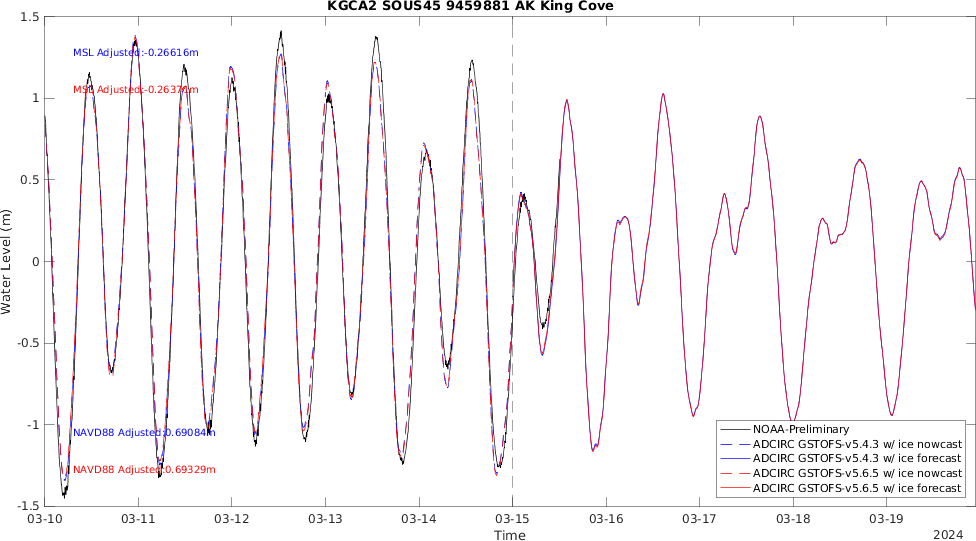 KGCA2 SOUS45 9459881 AK King Cove
1.5
1
0.5
0
-0.5
-1
-1.5
Water Level (m)
MSL Adjusted:-0.26616m
MSL Adjusted:-0.26371m
NAVD88 Adjusted:0.69084m
NAVD88 Adjusted:0.69329m
NOAA-Preliminary
ADCIRC GSTOFS-v5.4.3 w/ ice nowcast
ADCIRC GSTOFS-v5.4.3 w/ ice forecast
ADCIRC GSTOFS-v5.6.5 w/ ice nowcast
ADCIRC GSTOFS-v5.6.5 w/ ice forecast
03-10 03-11 03-12 03-13 03-14 03-15 03-16 03-17 03-18 03-19
Time
2024